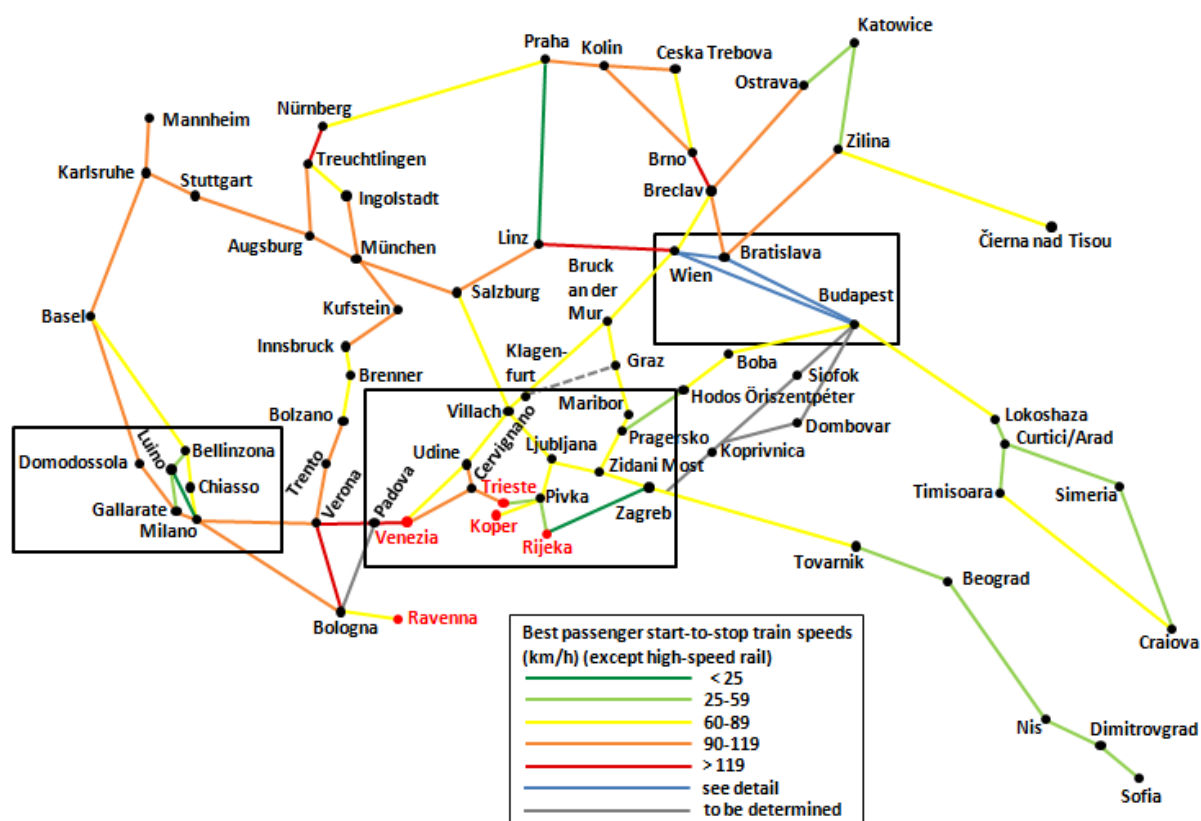 Katowice
Praha
Kolin
Ceska Trebova
Ostrava
Nürnberg
Mannheim
Zilina
Treuchtlingen
Brno
Karlsruhe
Stuttgart
Breclav
Ingolstadt
Augsburg
München
Linz
Čierna nad Tisou
Bratislava
Wien
Bruck
an der
Mur
Salzburg
Budapest
Kufstein
Basel
Innsbruck
Klagen-
furt
Graz
Boba
Siofok
Brenner
Hodos Öriszentpéter
Villach
Maribor
Bolzano
Lokoshaza
Dombovar
Cervignano
Pragersko
Curtici/Arad
Luino
Bellinzona
Ljubljana
Koprivnica
Domodossola
Trento
Verona
Padova
Udine
Zidani Most
Chiasso
Trieste
Pivka
Timisoara
Simeria
Gallarate
Milano
Koper
Zagreb
Venezia
Rijeka
Tovarnik
Beograd
Bologna
Ravenna
Craiova
Best passenger start-to-stop train speeds
(km/h) (except high-speed rail)
< 25
25-59
60-89
90-119
> 119
see detail
to be determined
Nis
Dimitrovgrad
Sofia